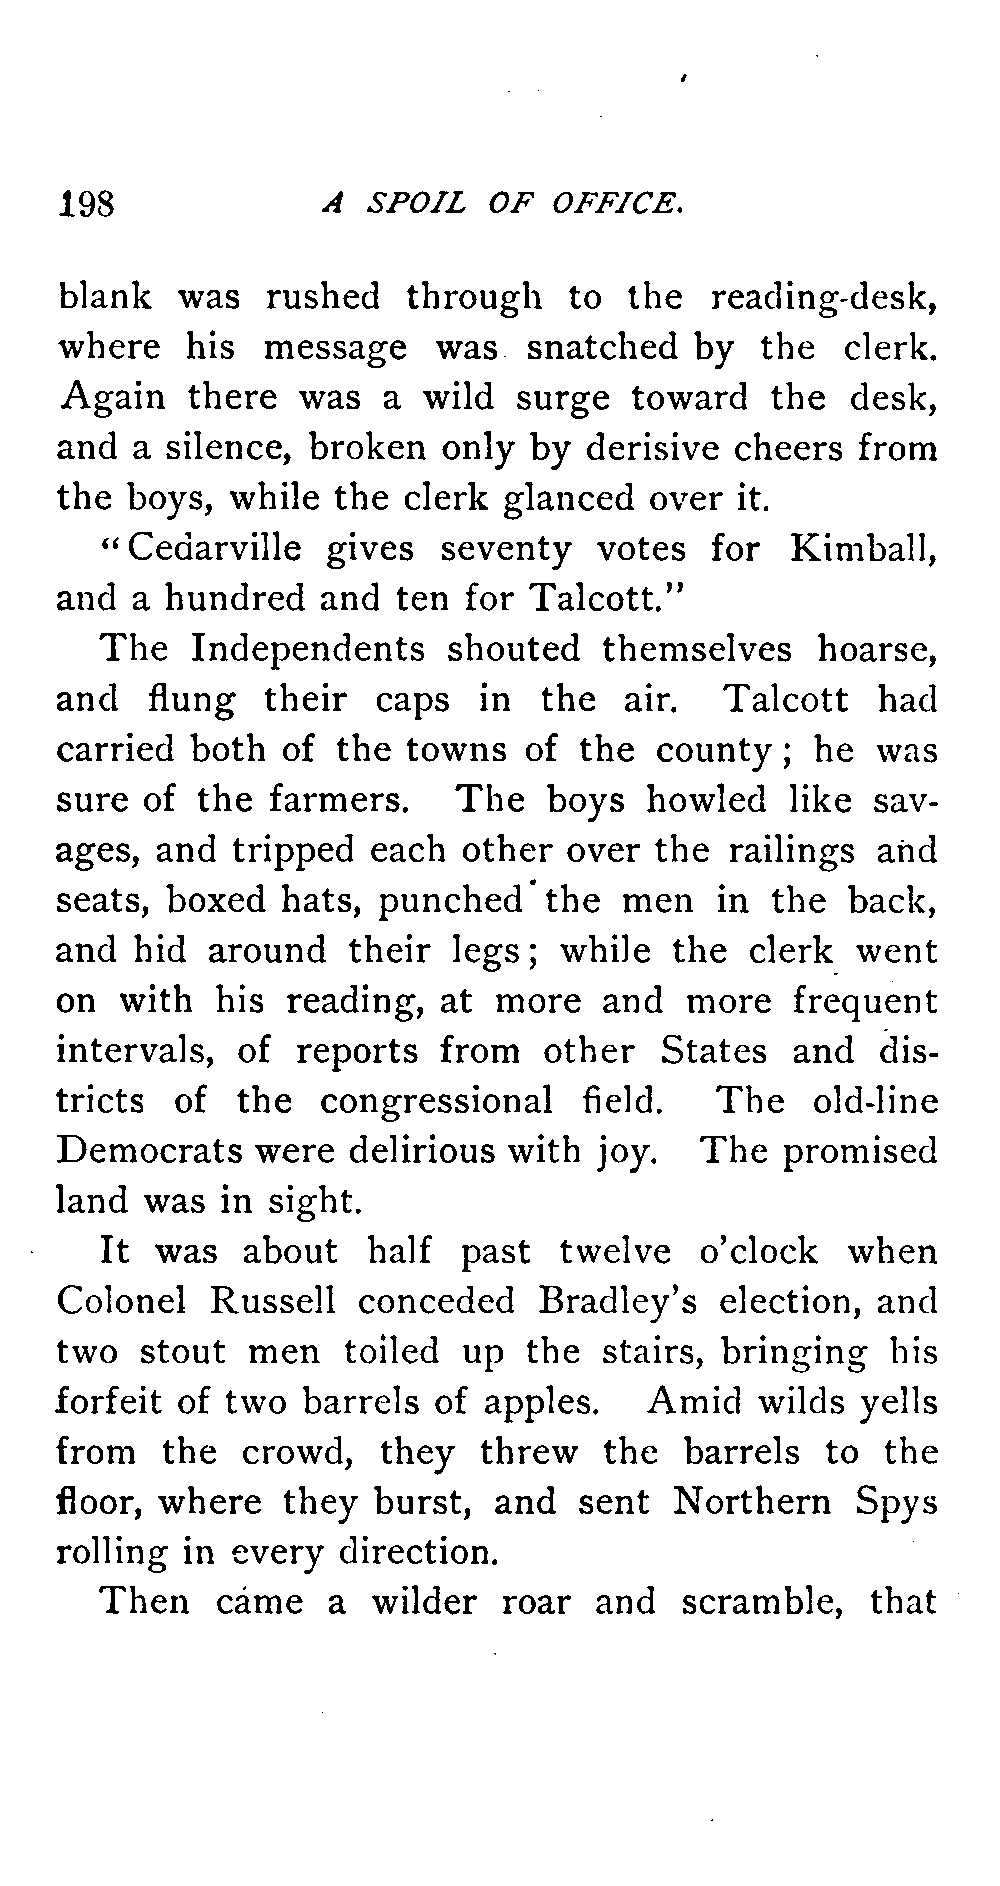 198 A SPOIL OF OFFICE.
blank was rushed through to the reading-desk,
where his message was snatched by the clerk.
Again there was a wild surge toward the desk,
and a silence, broken only by derisive cheers from
the boys, while the clerk glanced over it.
"Cedarville gives seventy votes for Kimball,
and a hundred and ten for Talcott."
The Independents shouted themselves hoarse,
and flung their caps in the air. Talcott had
carried both of the towns of the county; he was
sure of the farmers. The boys howled like sav-
ages, and tripped each other over the railings and
seats, boxed hats, punched the men in the back,
and hid around their legs; while the clerk went
on with his reading, at more and more frequent
intervals, of reports from other States and dis-
tricts of the congressional field. The old-line
Democrats were delirious with joy. The promised
land was in sight.
It was about half past twelve o'clock when
Colonel Russell conceded Bradley's election, and
two stout men toiled up the stairs, bringing his
forfeit of two barrels of apples. Amid wilds yells
from the crowd, they threw the barrels to the
floor, where they burst, and sent Northern Spys
rolling in every direction.
Then came a wilder roar and scramble, that